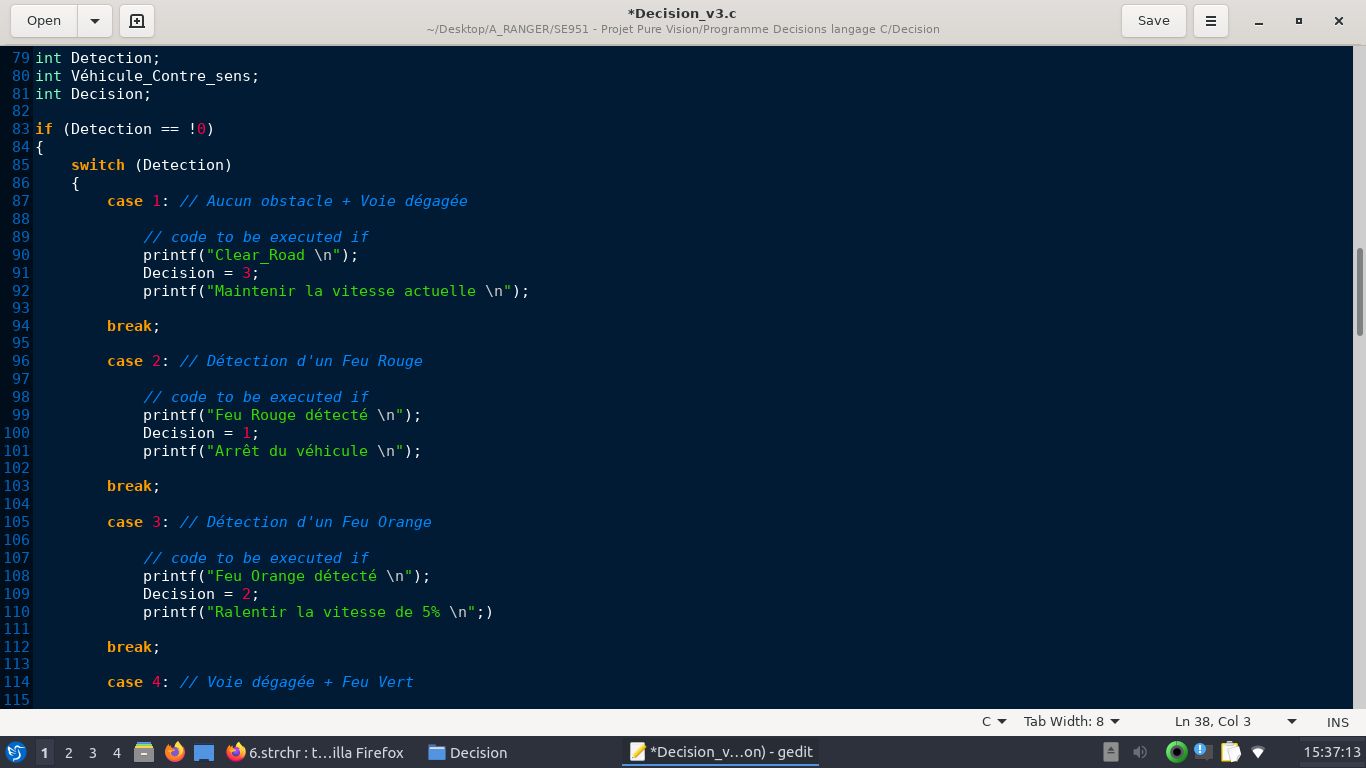 Open
*Decision_v3.c
~/Desktop/A_RANGER/SE951 - Projet Pure Vision/Programme Decisions langage C/Decision
Save
79 int Detection;
80 int Véhicule_Contre_sens;
81 int Decision;
82
83 if (Detection == !0)
84 {
85 switch (Detection)
86 {
87 case 1: // Aucun obstacle + Voie dégagée
88
89 // code to be executed if
90 printf("Clear_Road \n");
91 Decision = 3;
92 printf("Maintenir la vitesse actuelle \n");
93
94 break;
95
96 case 2: // Détection d'un Feu Rouge
97
98 // code to be executed if
99 printf("Feu Rouge détecté \n");
100 Decision = 1;
101 printf("Arrêt du véhicule \n");
102
103 break;
104
105 case 3: // Détection d'un Feu Orange
106
107 // code to be executed if
108 printf("Feu Orange détecté \n");
109 Decision = 2;
110 printf("Ralentir la vitesse de 5% \n";)
111
112 break;
113
114 case 4: // Voie dégagée + Feu Vert
115
C Tab Width: 8 Ln 38, Col 3 INS
1 2 3 4 6.strchr : t...illa Firefox Decision *Decision_v...on) - gedit 15:37:13